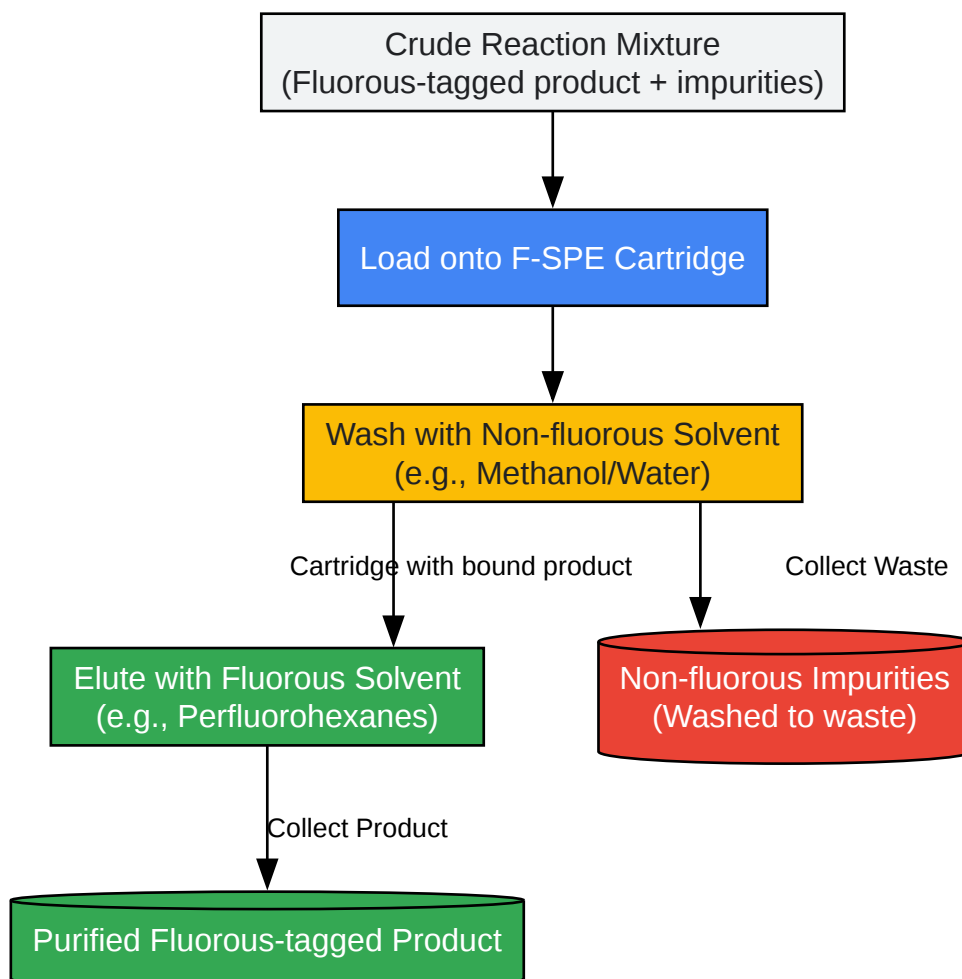 Crude Reaction Mixture
(Fluorous-tagged product + impurities)
Load onto F-SPE Cartridge
Wash with Non-fluorous Solvent
(e.g., Methanol/Water)
Cartridge with bound product
Collect Waste
Elute with Fluorous Solvent
(e.g., Perfluorohexanes)
Non-fluorous Impurities
(Washed to waste)
Collect Product
Purified Fluorous-tagged Product